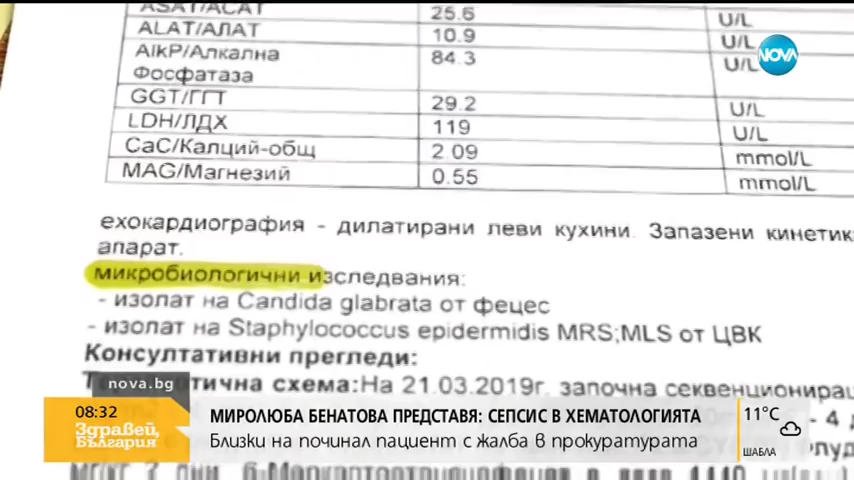 ASAT/АСАТ 25.6 U/L
ALAT/АЛАТ 10.9 U/L
AlkP/Алкална Фосфатаза 84.3 U/L
GGT/ГГТ 29.2 U/L
LDH/ЛДХ 119 U/L
CaC/Калций-общ 2 09 mmol/L
MAG/Магнезий 0.55 mmol/L
NOVA
ехокардиография - дилатирани леви кухини. Запазени кинетик
апарат.
микробиологични изследвания:
- изолат на Candida glabrata от фецес
- изолат на Staphylococcus epidermidis MRS;MLS от ЦВК
Консултативни прегледи:
схема:На 21.03.2019г. започна секвенционирац
nova.bg
08:32
Здравей,
България
МИРОЛЮБА БЕНАТОВА ПРЕДСТАВЯ: СЕПСИС В ХЕМАТОЛОГИЯТА
Близки на починал пациент с жалба в прокуратурата
11°C
ШАБЛА